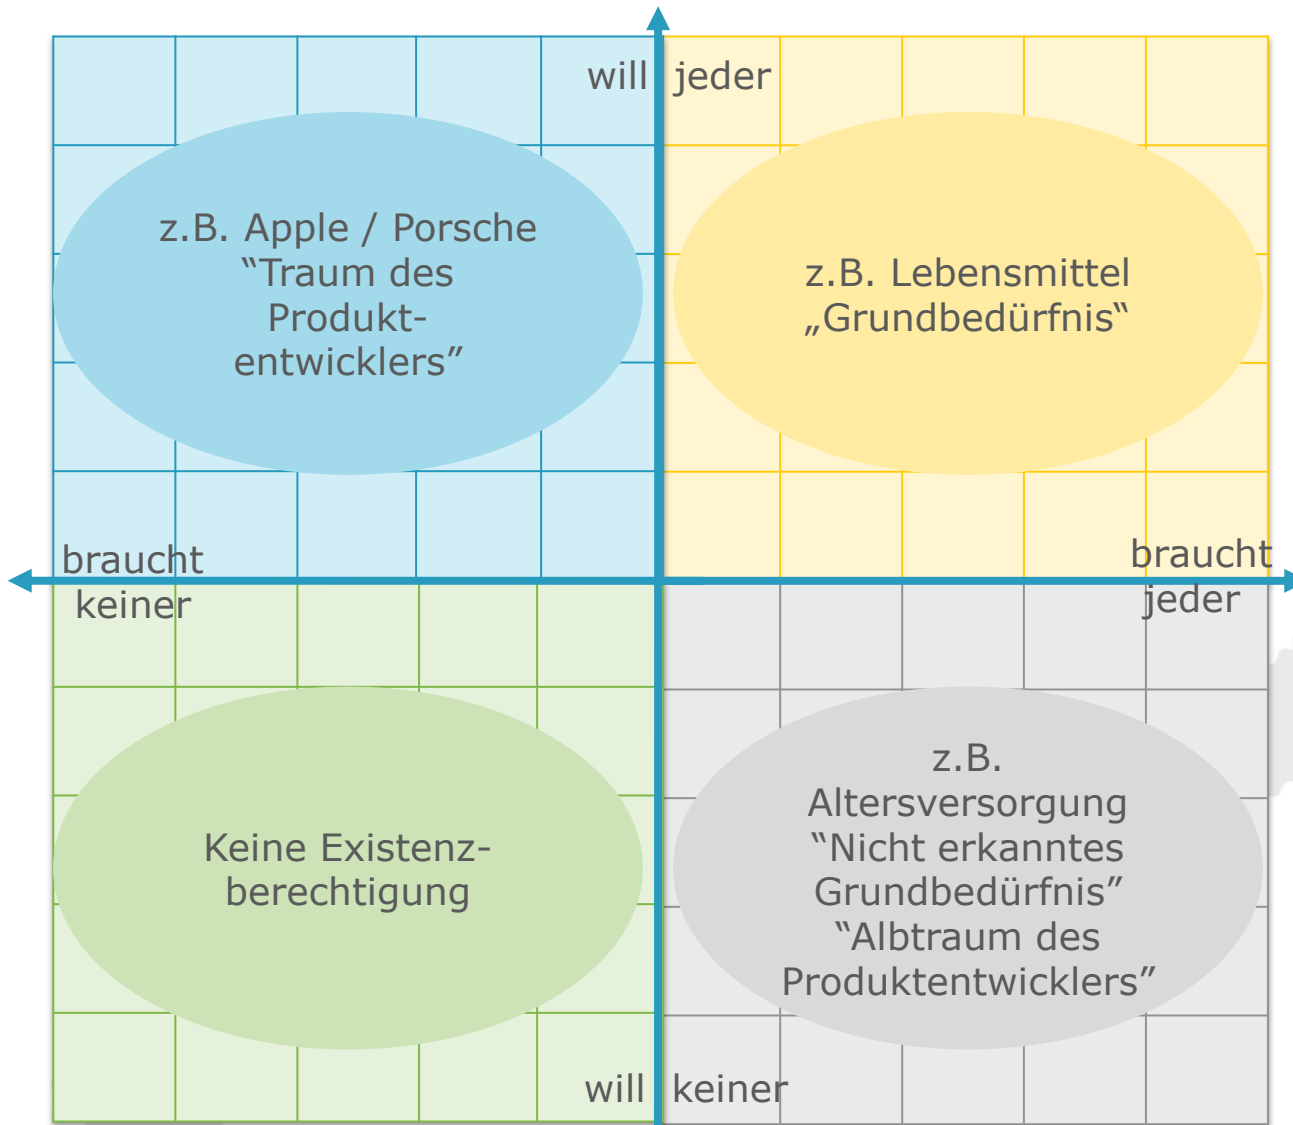 will jeder
z.B. Apple / Porsche
“Traum des
Produkt-
entwicklers”
z.B. Lebensmittel
„Grundbedürfnis“
braucht
keiner
braucht
jeder
Keine Existenz-
berechtigung
z.B.
Altersversorgung
“Nicht erkanntes
Grundbedürfnis”
“Albtraum des
Produktentwicklers”
will keiner